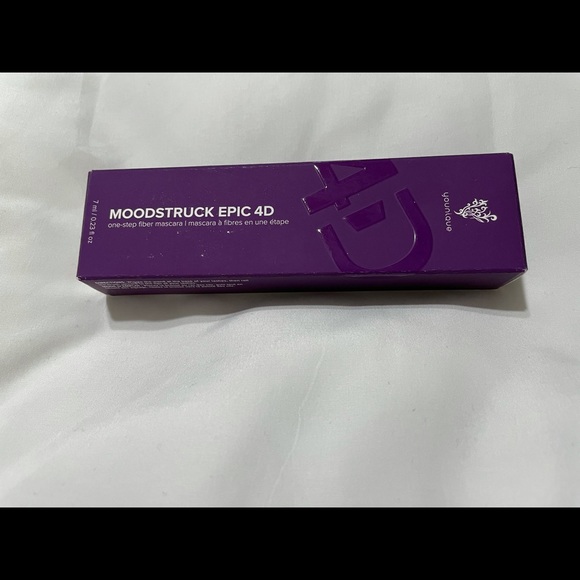 MOODSTRUCK EPIC 4D
one-step fiber mascara | mascara à fibres en une étape
7 ml / 0.23 fl oz
4D
younique